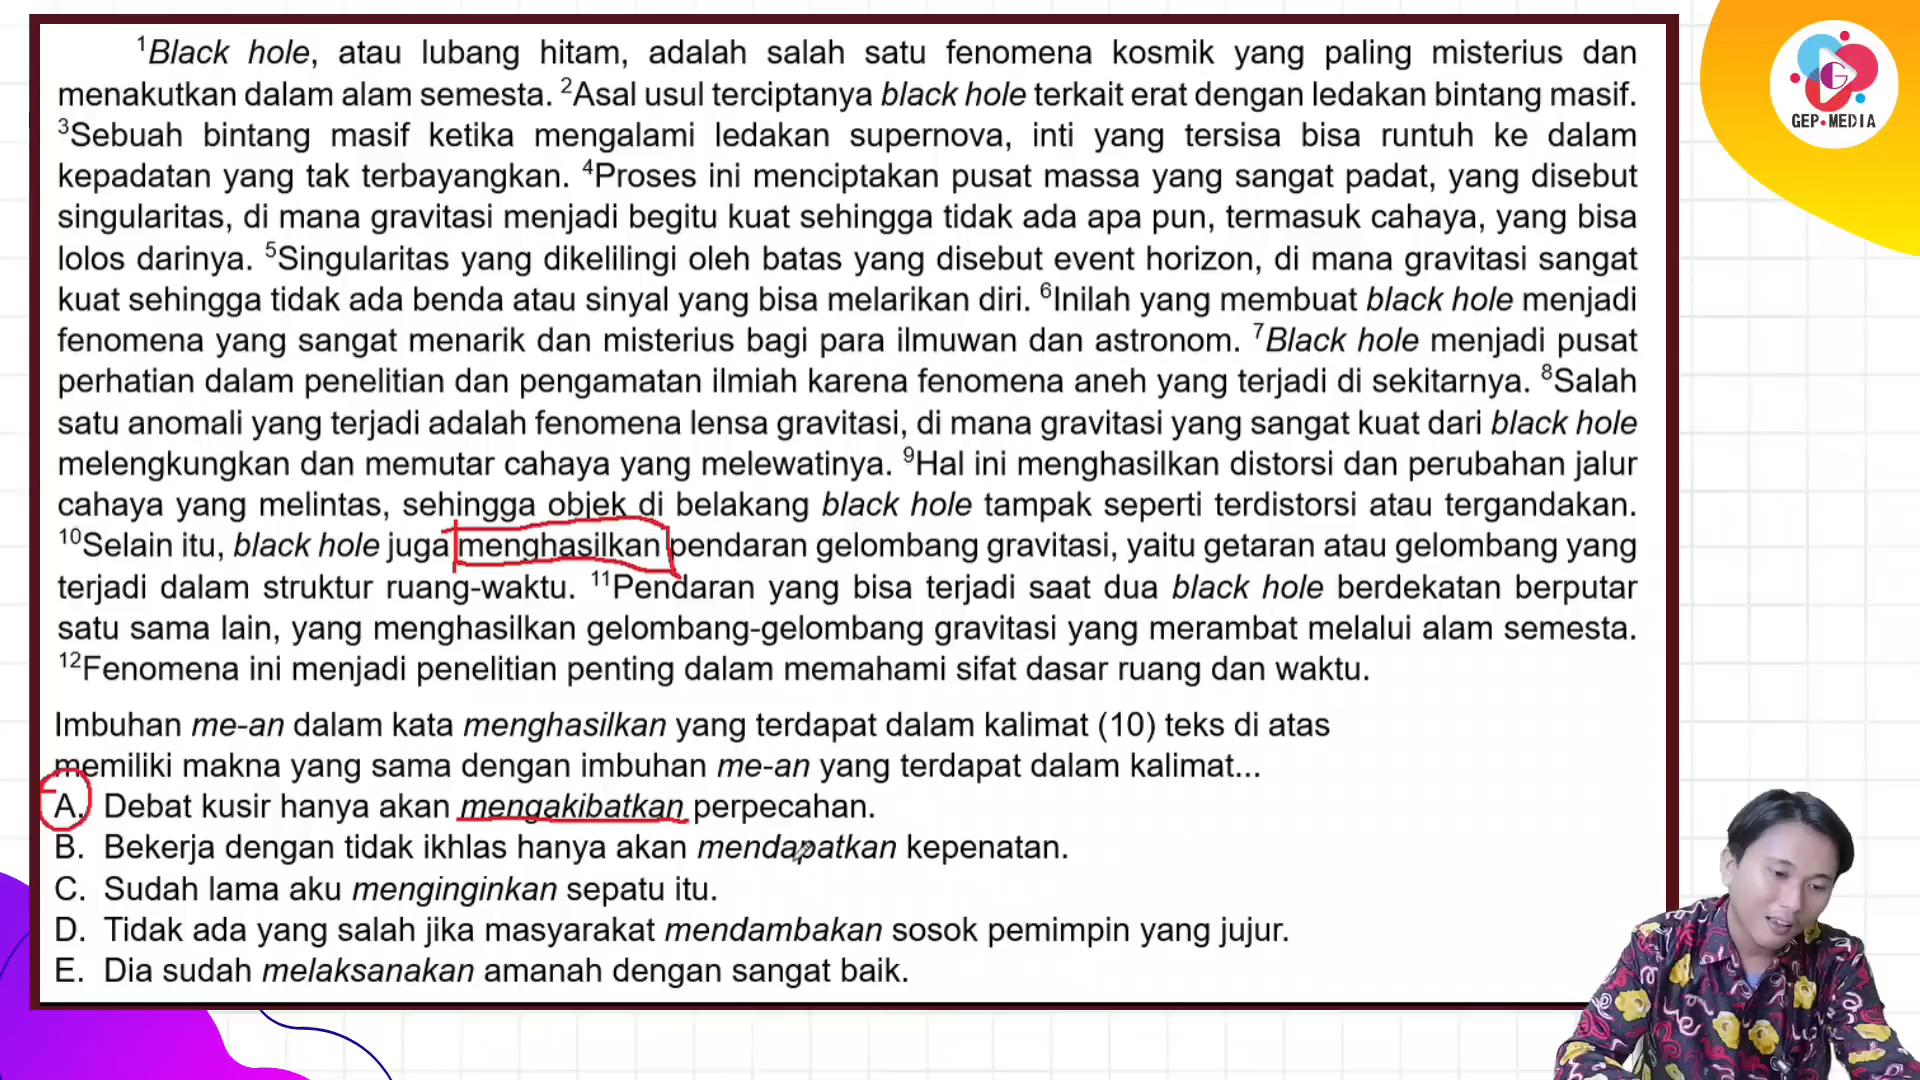 ¹Black hole, atau lubang hitam, adalah salah satu fenomena kosmik yang paling misterius dan
menakutkan dalam alam semesta. ²Asal usul terciptanya black hole terkait erat dengan ledakan bintang masif.
³Sebuah bintang masif ketika mengalami ledakan supernova, inti yang tersisa bisa runtuh ke dalam
kepadatan yang tak terbayangkan. ⁴Proses ini menciptakan pusat massa yang sangat padat, yang disebut
singularitas, di mana gravitasi menjadi begitu kuat sehingga tidak ada apa pun, termasuk cahaya, yang bisa
lolos darinya. ⁵Singularitas yang dikelilingi oleh batas yang disebut event horizon, di mana gravitasi sangat
kuat sehingga tidak ada benda atau sinyal yang bisa melarikan diri. ⁶Inilah yang membuat black hole menjadi
fenomena yang sangat menarik dan misterius bagi para ilmuwan dan astronom. ⁷Black hole menjadi pusat
perhatian dalam penelitian dan pengamatan ilmiah karena fenomena aneh yang terjadi di sekitarnya. ⁸Salah
satu anomali yang terjadi adalah fenomena lensa gravitasi, di mana gravitasi yang sangat kuat dari black hole
melengkungkan dan memutar cahaya yang melewatinya. ⁹Hal ini menghasilkan distorsi dan perubahan jalur
cahaya yang melintas, sehingga objek di belakang black hole tampak seperti terdistorsi atau tergandakan.
¹⁰Selain itu, black hole juga menghasilkan pendaran gelombang gravitasi, yaitu getaran atau gelombang yang
terjadi dalam struktur ruang-waktu. ¹¹Pendaran yang bisa terjadi saat dua black hole berdekatan berputar
satu sama lain, yang menghasilkan gelombang-gelombang gravitasi yang merambat melalui alam semesta.
¹²Fenomena ini menjadi penelitian penting dalam memahami sifat dasar ruang dan waktu.
Imbuhan me-an dalam kata menghasilkan yang terdapat dalam kalimat (10) teks di atas
memiliki makna yang sama dengan imbuhan me-an yang terdapat dalam kalimat...
A. Debat kusir hanya akan mengakibatkan perpecahan.
B. Bekerja dengan tidak ikhlas hanya akan mendapatkan kepenatan.
C. Sudah lama aku menginginkan sepatu itu.
D. Tidak ada yang salah jika masyarakat mendambakan sosok pemimpin yang jujur.
E. Dia sudah melaksanakan amanah dengan sangat baik.
G
GEP•MEDIA